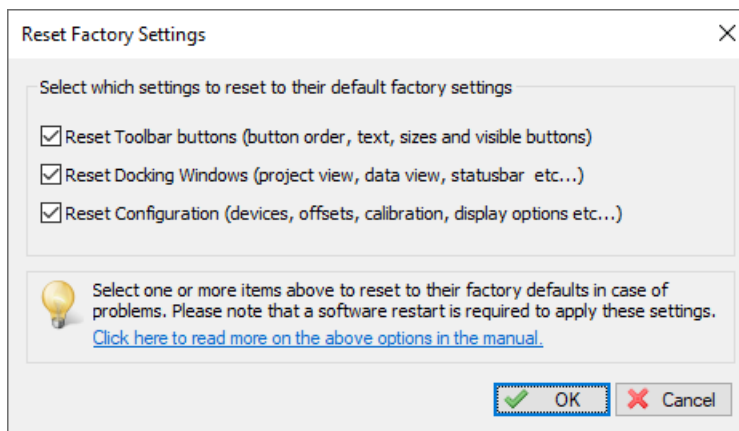 Reset Factory Settings
Select which settings to reset to their default factory settings
Reset Toolbar buttons (button order, text, sizes and visible buttons)
Reset Docking Windows (project view, data view, statusbar  etc...)
Reset Configuration (devices, offsets, calibration, display options etc...)
Select one or more items above to reset to their factory defaults in case of
problems. Please note that a software restart is required to apply these settings.
Click here to read more on the above options in the manual.
OK Cancel